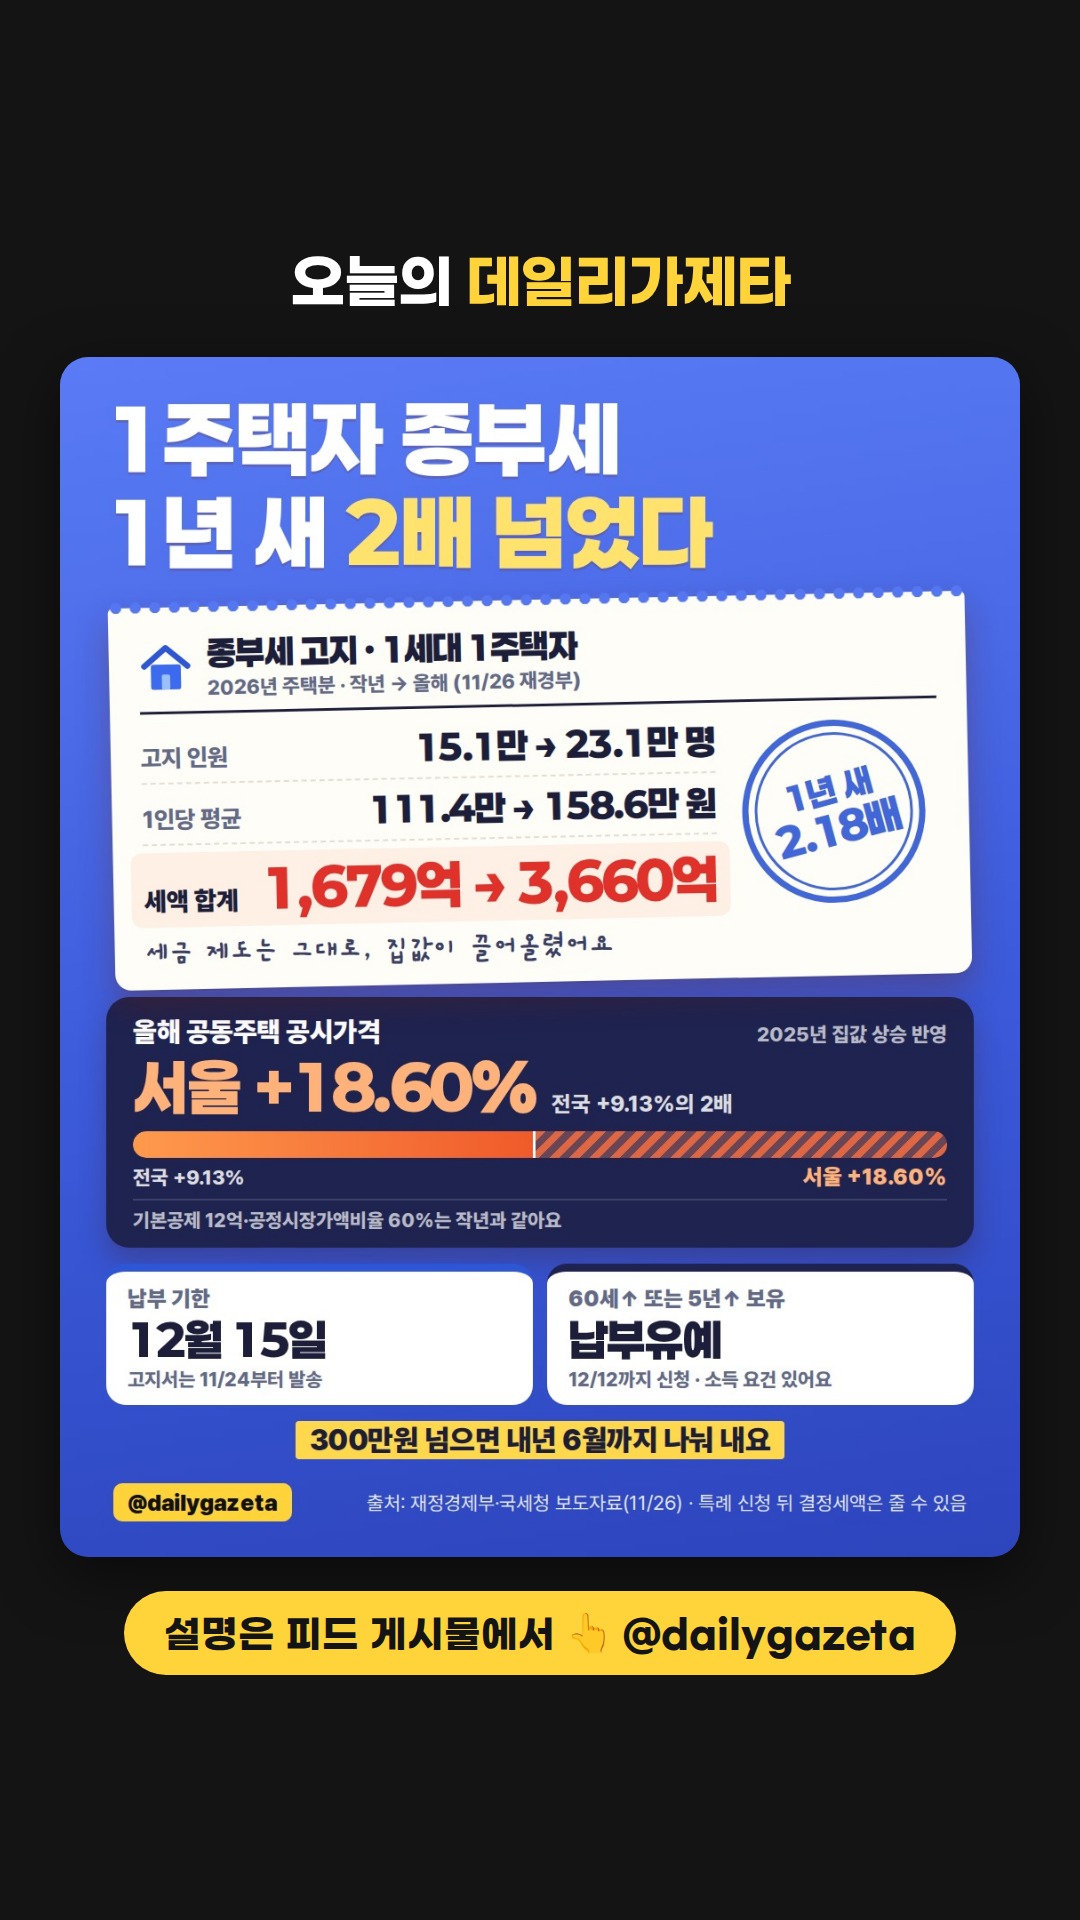 오늘의 데일리가제타
1주택자 종부세
1년 새 2배 넘었다
종부세 고지 · 1세대 1주택자
2026년 주택분 · 작년 → 올해 (11/26 재경부)
고지 인원 15.1만 → 23.1만 명
1인당 평균 111.4만 → 158.6만 원
세액 합계 1,679억 → 3,660억
1년 새
2.18배
세금 제도는 그대로, 집값이 끌어올렸어요
올해 공동주택 공시가격 2025년 집값 상승 반영
서울 +18.60% 전국 +9.13%의 2배
전국 +9.13% 서울 +18.60%
기본공제 12억·공정시장가액비율 60%는 작년과 같아요
납부 기한
12월 15일
고지서는 11/24부터 발송
60세↑ 또는 5년↑ 보유
납부유예
12/12까지 신청 · 소득 요건 있어요
300만원 넘으면 내년 6월까지 나눠 내요
@dailygazeta 출처: 재정경제부·국세청 보도자료(11/26) · 특례 신청 뒤 결정세액은 줄 수 있음
설명은 피드 게시물에서 👆 @dailygazeta